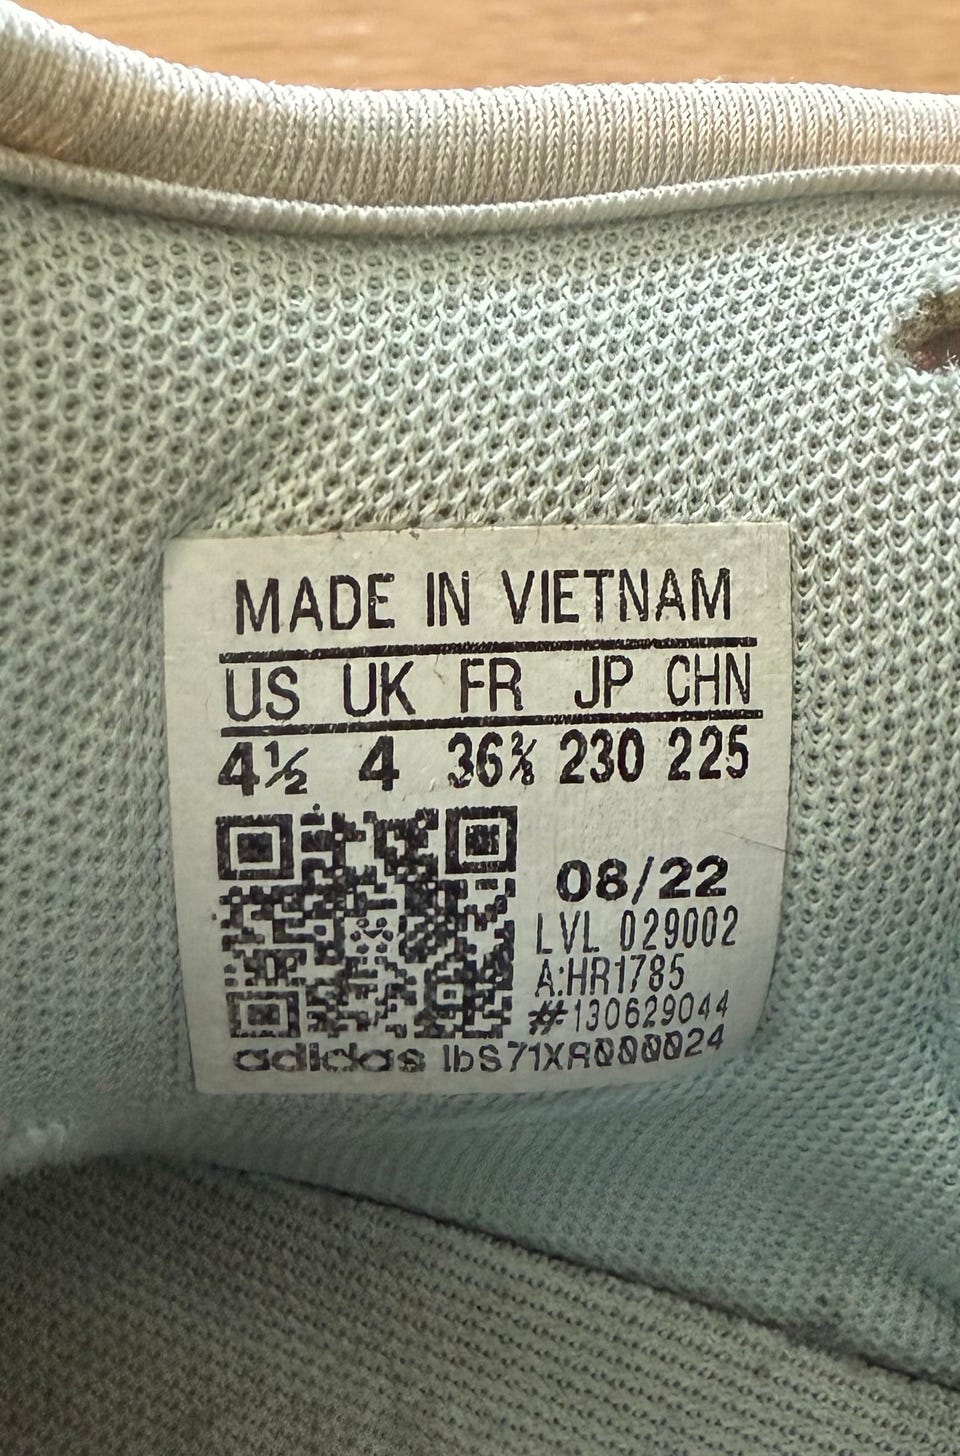 MADE IN VIETNAM
US UK FR JP CHN
4½ 4 36⅔ 230 225
08/22
LVL 029002
A:HR1785
#130629044
adidas lbS71XR000024